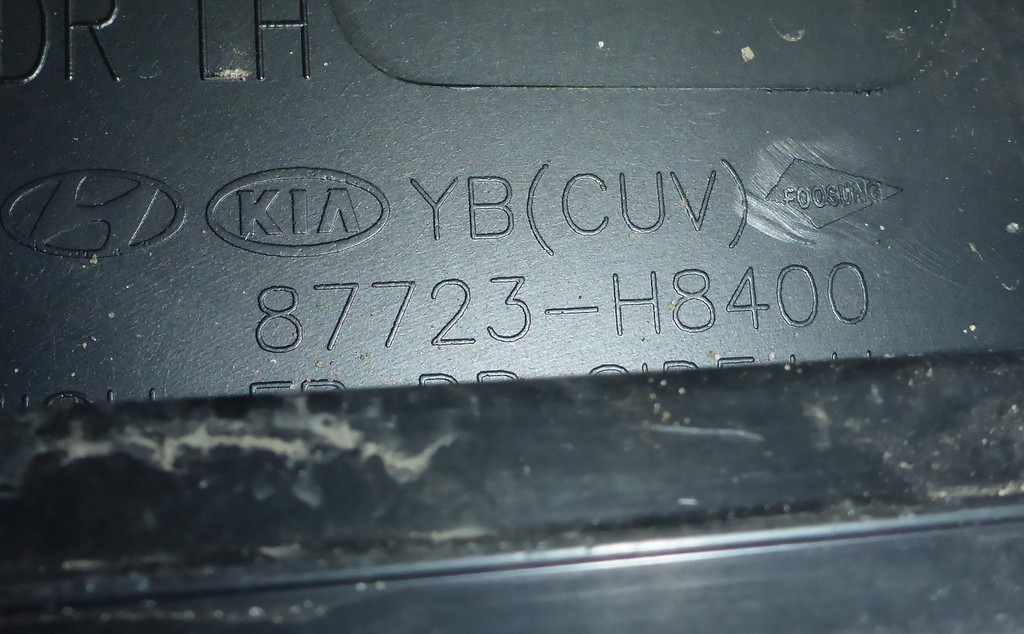 DR LH
KIA YB(CUV) FOOSUNG
87723-H8400